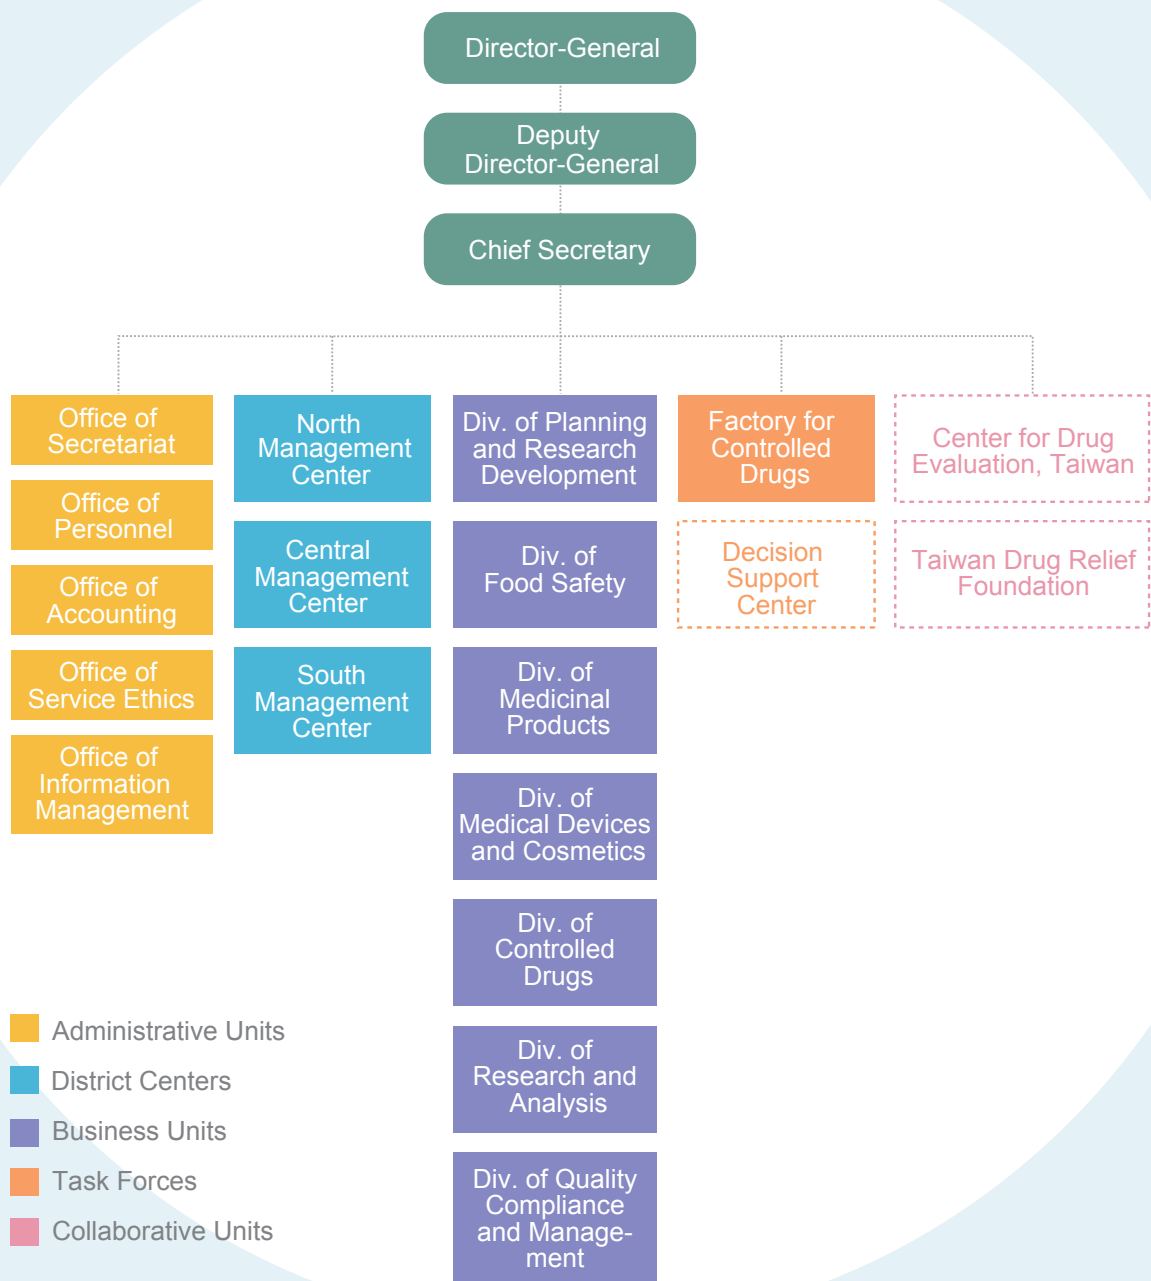 Director-General
Deputy
Director-General
Chief Secretary
Office of
Secretariat
Office of
Personnel
Office of
Accounting
Office of
Service Ethics
Office of
Information
Management
North
Management
Center
Central
Management
Center
South
Management
Center
Div. of Planning
and Research
Development
Div. of
Food Safety
Div. of
Medicinal
Products
Div. of
Medical Devices
and Cosmetics
Div. of
Controlled
Drugs
Div. of
Research and
Analysis
Div. of Quality
Compliance
and Manage-
ment
Factory for
Controlled
Drugs
Decision
Support
Center
Center for Drug
Evaluation, Taiwan
Taiwan Drug Relief
Foundation
Administrative Units
District Centers
Business Units
Task Forces
Collaborative Units